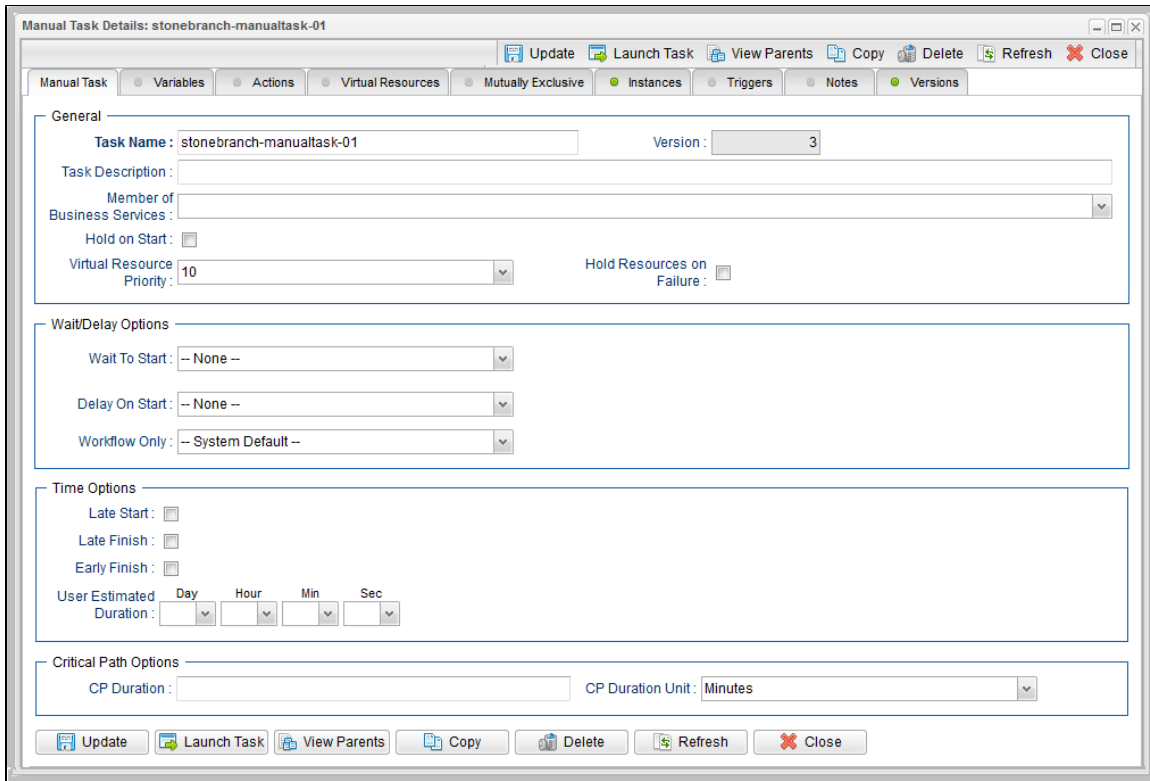 Manual Task Details: stonebranch-manualtask-01
Update Launch Task View Parents Copy Delete Refresh Close
Manual Task Variables Actions Virtual Resources Mutually Exclusive Instances Triggers Notes Versions
General
Task Name : stonebranch-manualtask-01 Version : 3
Task Description :
Member of
Business Services :
Hold on Start :
Virtual Resource
Priority : 10
Hold Resources on
Failure :
Wait/Delay Options
Wait To Start : -- None --
Delay On Start : -- None --
Workflow Only : -- System Default --
Time Options
Late Start :
Late Finish :
Early Finish :
User Estimated
Duration :
Day Hour Min Sec
Critical Path Options
CP Duration : CP Duration Unit : Minutes
Update Launch Task View Parents Copy Delete Refresh Close